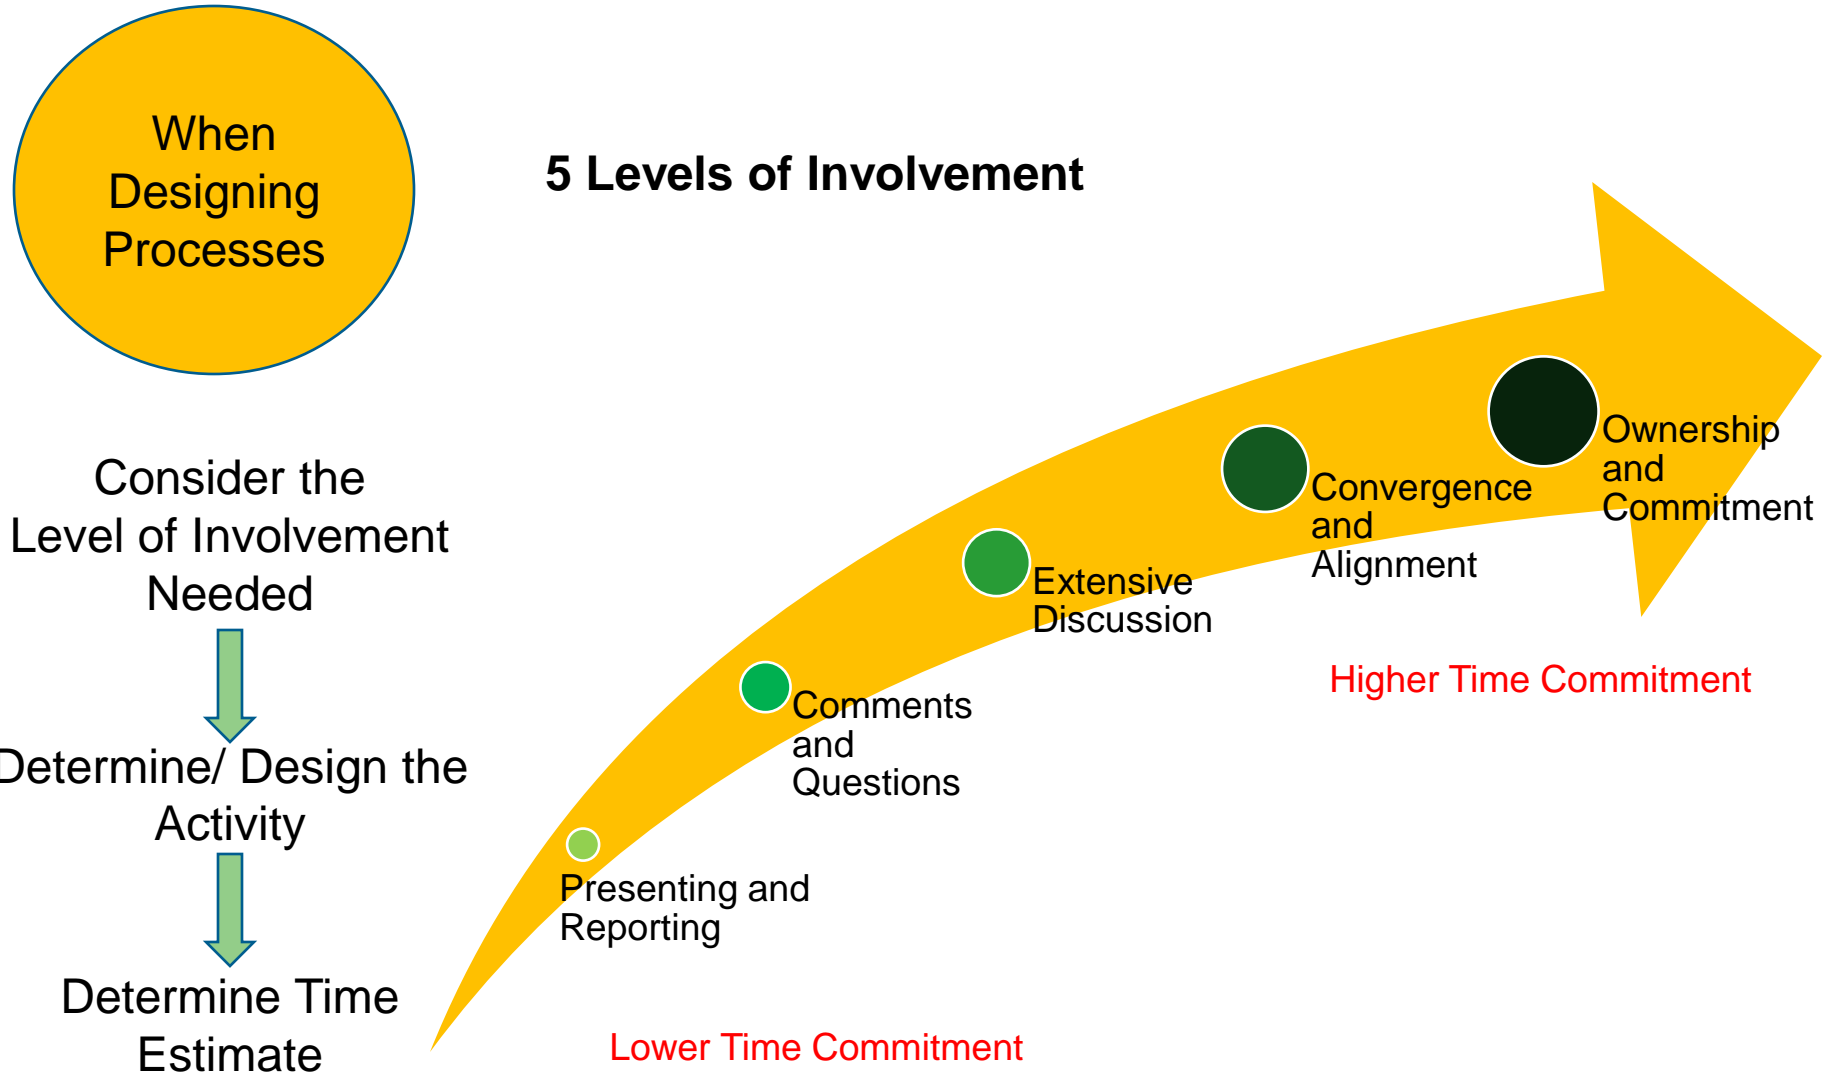 When
Designing
Processes
5 Levels of Involvement
Consider the
Level of Involvement
Needed
Determine/ Design the
Activity
Determine Time
Estimate
Presenting and
Reporting
Comments
and
Questions
Extensive
Discussion
Convergence
and
Alignment
Ownership
and
Commitment
Higher Time Commitment
Lower Time Commitment